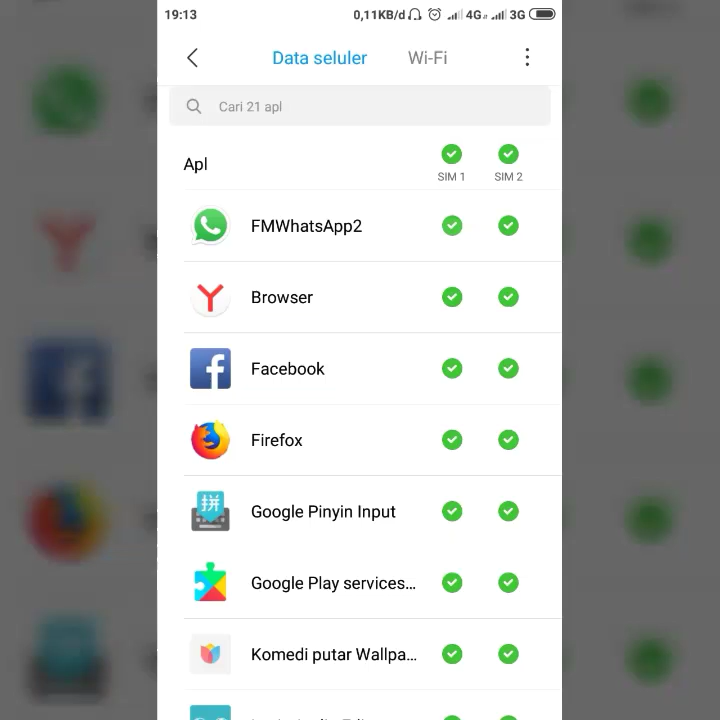 19:13 0,11KB/d 4G 3G
Data seluler Wi-Fi
Cari 21 apl
Apl
SIM 1 SIM 2
FMWhatsApp2
Browser
Facebook
Firefox
拼
Google Pinyin Input
Google Play services...
Komedi putar Wallpa...